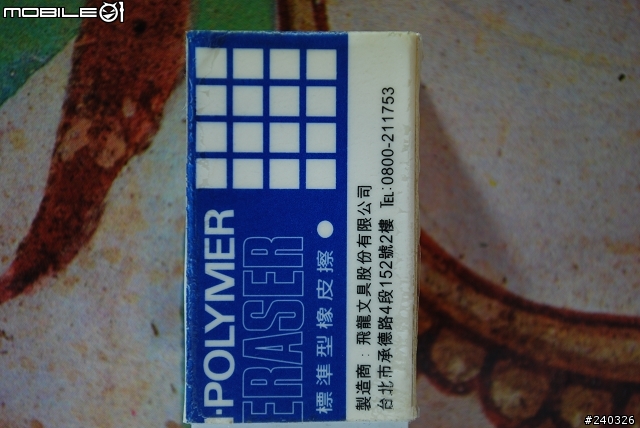 MOBILE01
-POLYMER
ERASER
標準型橡皮擦
製造商：飛龍文具股份有限公司
台北市承德路4段152號2樓 TEL:0800-211753
#240326